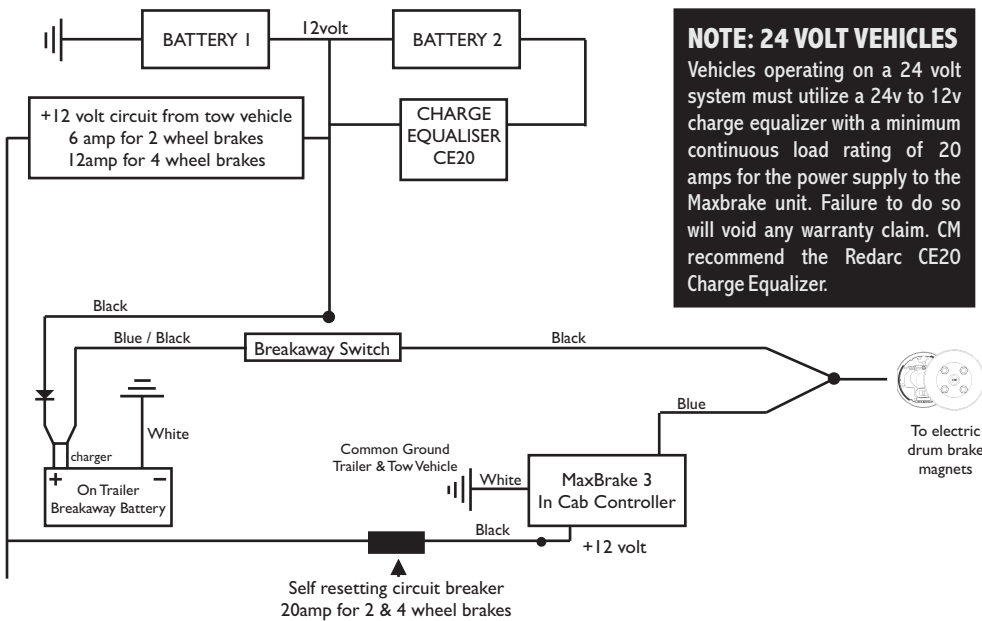 BATTERY 1
12volt
BATTERY 2
+12 volt circuit from tow vehicle
6 amp for 2 wheel brakes
12amp for 4 wheel brakes
CHARGE
EQUALISER
CE20
NOTE: 24 VOLT VEHICLES
Vehicles operating on a 24 volt
system must utilize a 24v to 12v
charge equalizer with a minimum
continuous load rating of 20
amps for the power supply to the
Maxbrake unit. Failure to do so
will void any warranty claim. CM
recommend the Redarc CE20
Charge Equalizer.
Black
Blue / Black
Breakaway Switch
Black
Blue
To electric
drum brake
magnets
White
charger
+
−
On Trailer
Breakaway Battery
Common Ground
Trailer & Tow Vehicle
White
MaxBrake 3
In Cab Controller
Black
+12 volt
Self resetting circuit breaker
20amp for 2 & 4 wheel brakes